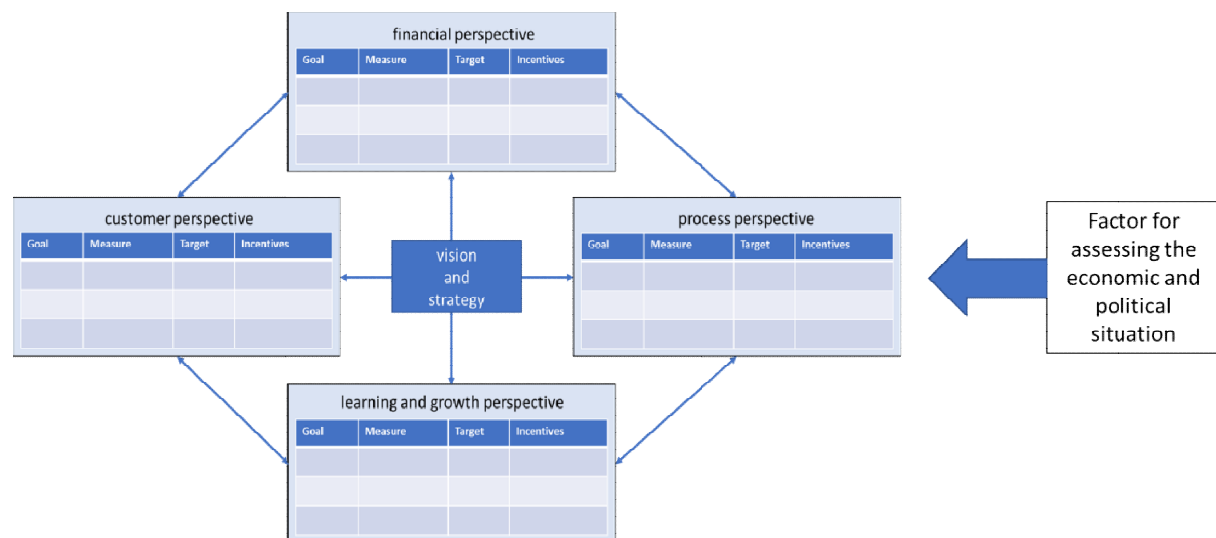 financial perspective
Goal Measure Target Incentives
customer perspective
Goal Measure Target Incentives
vision
and
strategy
process perspective
Goal Measure Target Incentives
Factor for
assessing the
economic and
political
situation
learning and growth perspective
Goal Measure Target Incentives